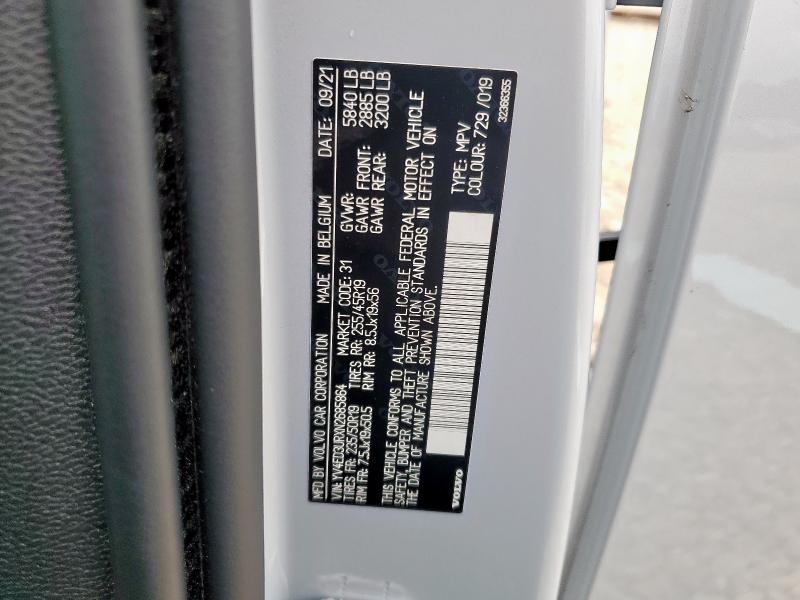 MFD BY VOLVO CAR CORPORATION MADE IN BELGIUM DATE: 09/21
VIN: YV4ED3URXN2685864 MARKET CODE: 31 GVWR: 5840 LB
TIRES FR: 235/50R19 TIRES RR: 255/45R19 GAWR FRONT: 2885 LB
RIM FR: 7.5Jx19x50.5 RIM RR: 8.5Jx19x56 GAWR REAR: 3200 LB
THIS VEHICLE CONFORMS TO ALL APPLICABLE FEDERAL MOTOR VEHICLE
SAFETY, BUMPER AND THEFT PREVENTION STANDARDS IN EFFECT ON
THE DATE OF MANUFACTURE SHOWN ABOVE.
TYPE: MPV
COLOUR: 729 /019
VOLVO
32366355